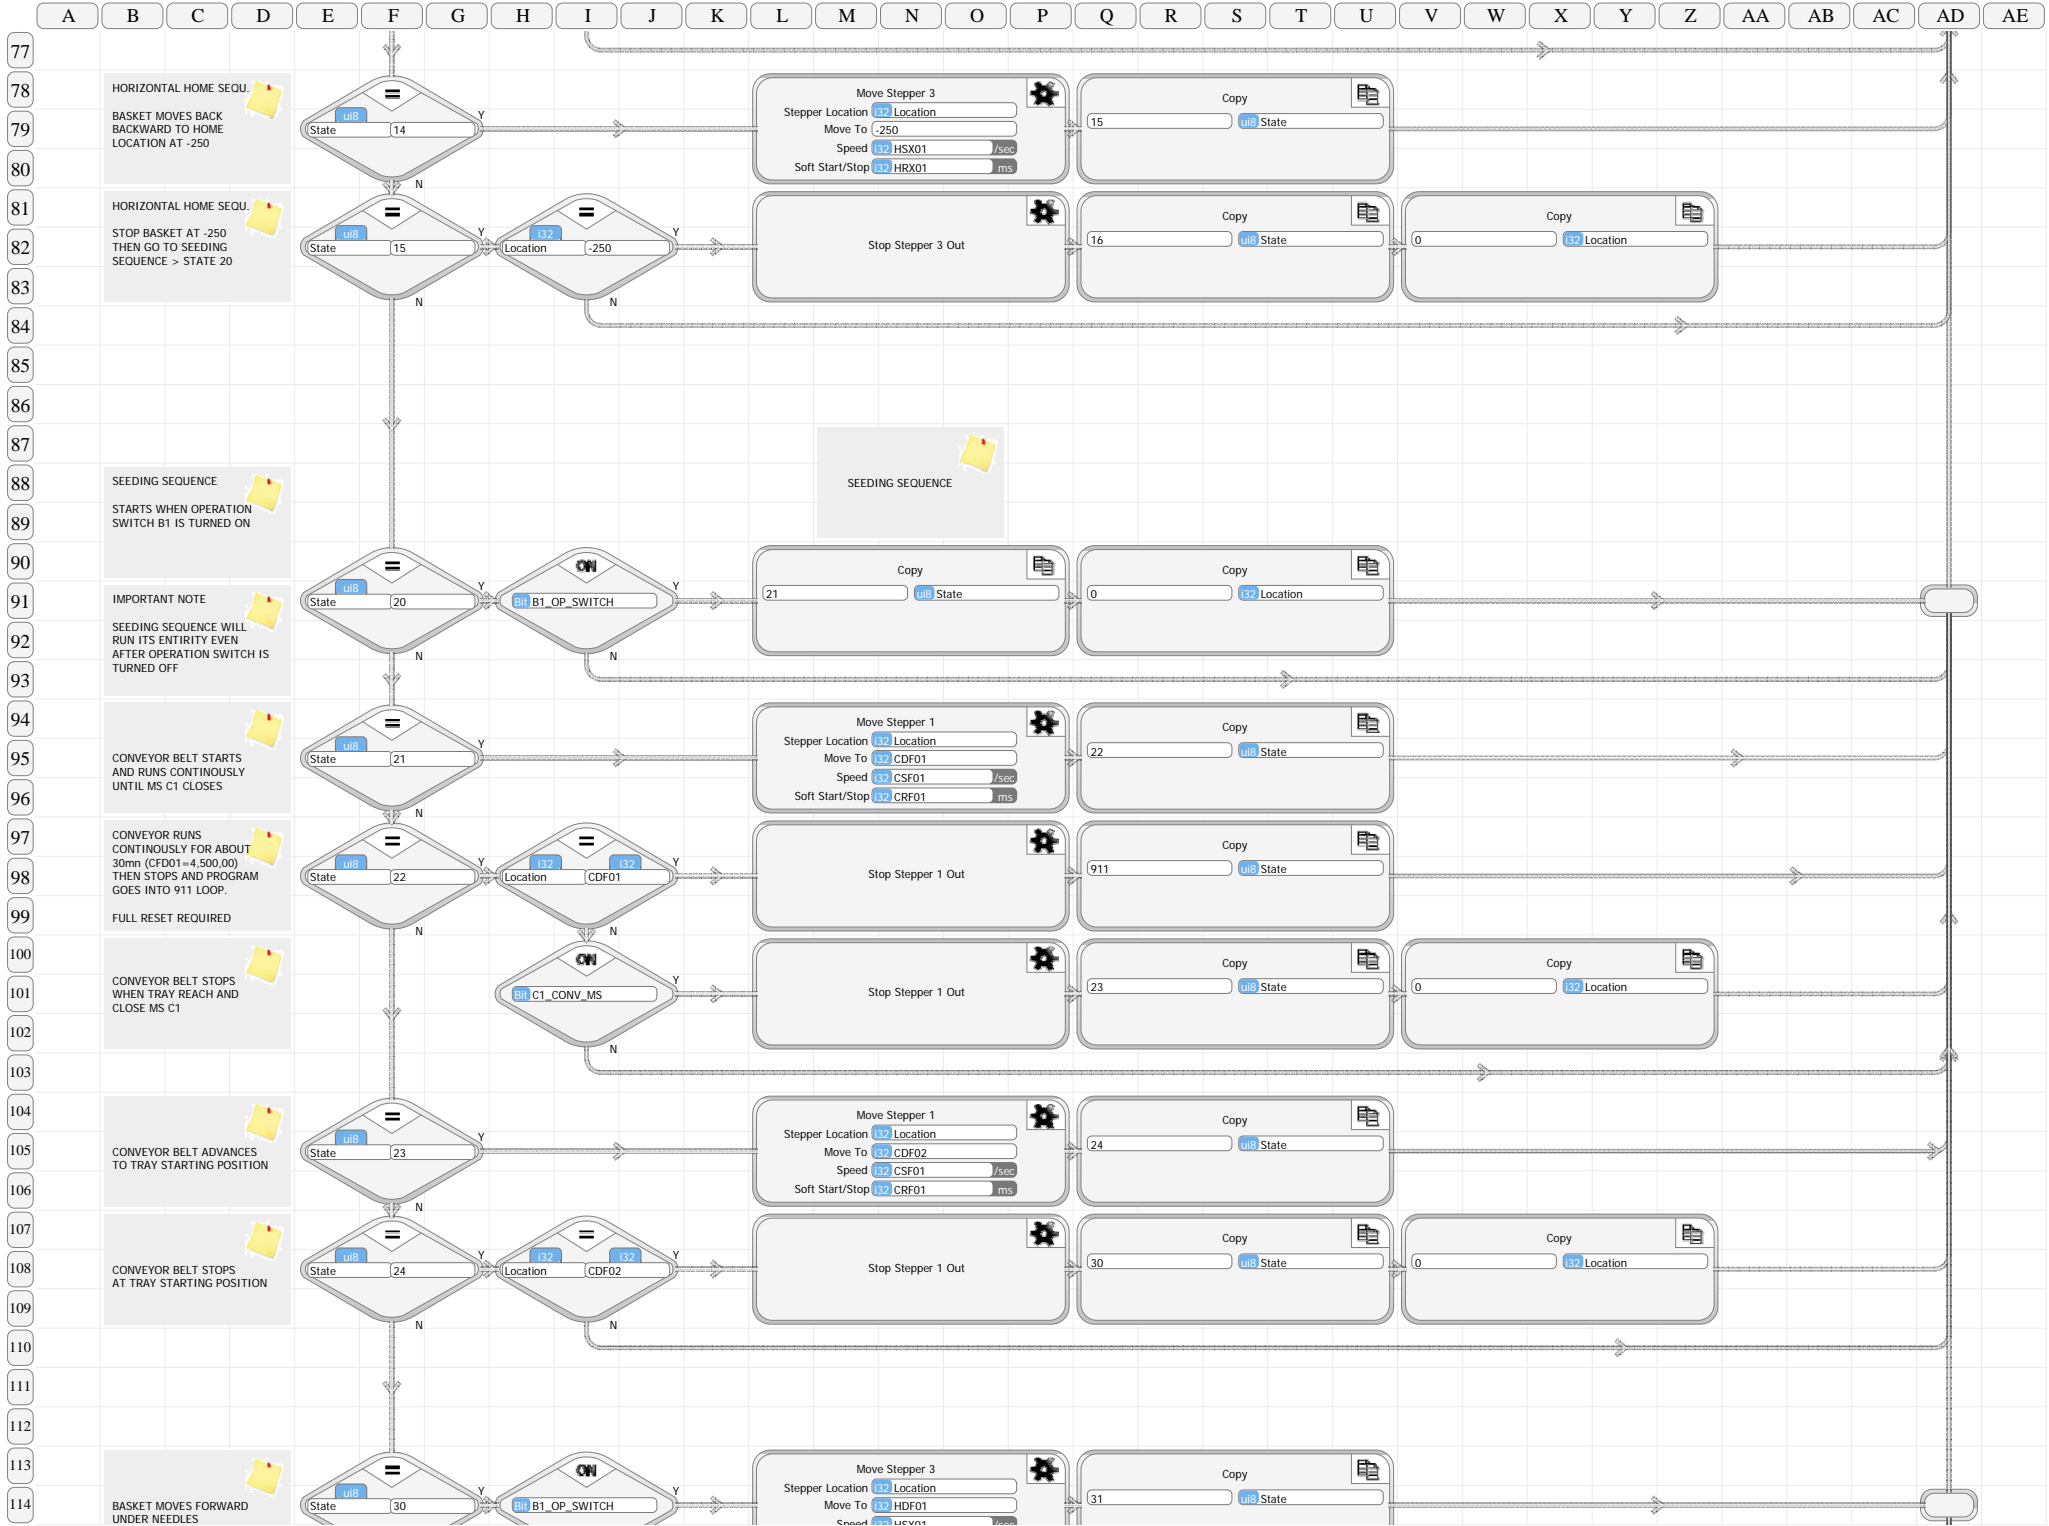 A B C D E F G H I J K L M N O P Q R S T U V W X Y Z AA AB AC AD AE
77
78
79
80
HORIZONTAL HOME SEQU.
BASKET MOVES BACK
BACKWARD TO HOME
LOCATION AT -250
=
ui8
State 14
Y
N
Move Stepper 3
Stepper Location i32 Location
Move To -250
Speed i32 HSX01 /sec
Soft Start/Stop i32 HRX01 ms
Copy
15 ui8 State
81
82
83
84
HORIZONTAL HOME SEQU.
STOP BASKET AT -250
THEN GO TO SEEDING
SEQUENCE > STATE 20
=
ui8
State 15
Y
N
=
i32
Location -250
Y
N
Stop Stepper 3 Out
Copy
16 ui8 State
Copy
0 i32 Location
85
86
87
88
89
SEEDING SEQUENCE
SEEDING SEQUENCE
STARTS WHEN OPERATION
SWITCH B1 IS TURNED ON
90
91
92
93
IMPORTANT NOTE
SEEDING SEQUENCE WILL
RUN ITS ENTIRITY EVEN
AFTER OPERATION SWITCH IS
TURNED OFF
=
ui8
State 20
Y
N
ON
Bit B1_OP_SWITCH
Y
N
Copy
21 ui8 State
Copy
0 i32 Location
94
95
96
CONVEYOR BELT STARTS
AND RUNS CONTINOUSLY
UNTIL MS C1 CLOSES
=
ui8
State 21
Y
N
Move Stepper 1
Stepper Location i32 Location
Move To i32 CDF01
Speed i32 CSF01 /sec
Soft Start/Stop i32 CRF01 ms
Copy
22 ui8 State
97
98
99
CONVEYOR RUNS
CONTINOUSLY FOR ABOUT
30mn (CFD01=4,500,00)
THEN STOPS AND PROGRAM
GOES INTO 911 LOOP.
FULL RESET REQUIRED
=
ui8
State 22
Y
N
=
i32 i32
Location CDF01
Y
N
Stop Stepper 1 Out
Copy
911 ui8 State
100
101
102
103
CONVEYOR BELT STOPS
WHEN TRAY REACH AND
CLOSE MS C1
ON
Bit C1_CONV_MS
Y
N
Stop Stepper 1 Out
Copy
23 ui8 State
Copy
0 i32 Location
104
105
106
CONVEYOR BELT ADVANCES
TO TRAY STARTING POSITION
=
ui8
State 23
Y
N
Move Stepper 1
Stepper Location i32 Location
Move To i32 CDF02
Speed i32 CSF01 /sec
Soft Start/Stop i32 CRF01 ms
Copy
24 ui8 State
107
108
109
110
CONVEYOR BELT STOPS
AT TRAY STARTING POSITION
=
ui8
State 24
Y
N
=
i32 i32
Location CDF02
Y
N
Stop Stepper 1 Out
Copy
30 ui8 State
Copy
0 i32 Location
111
112
113
114
BASKET MOVES FORWARD
UNDER NEEDLES
=
ui8
State 30
Y
ON
Bit B1_OP_SWITCH
Y
Move Stepper 3
Stepper Location i32 Location
Move To i32 HDF01
Speed i32 HSX01 /sec
Copy
31 ui8 State